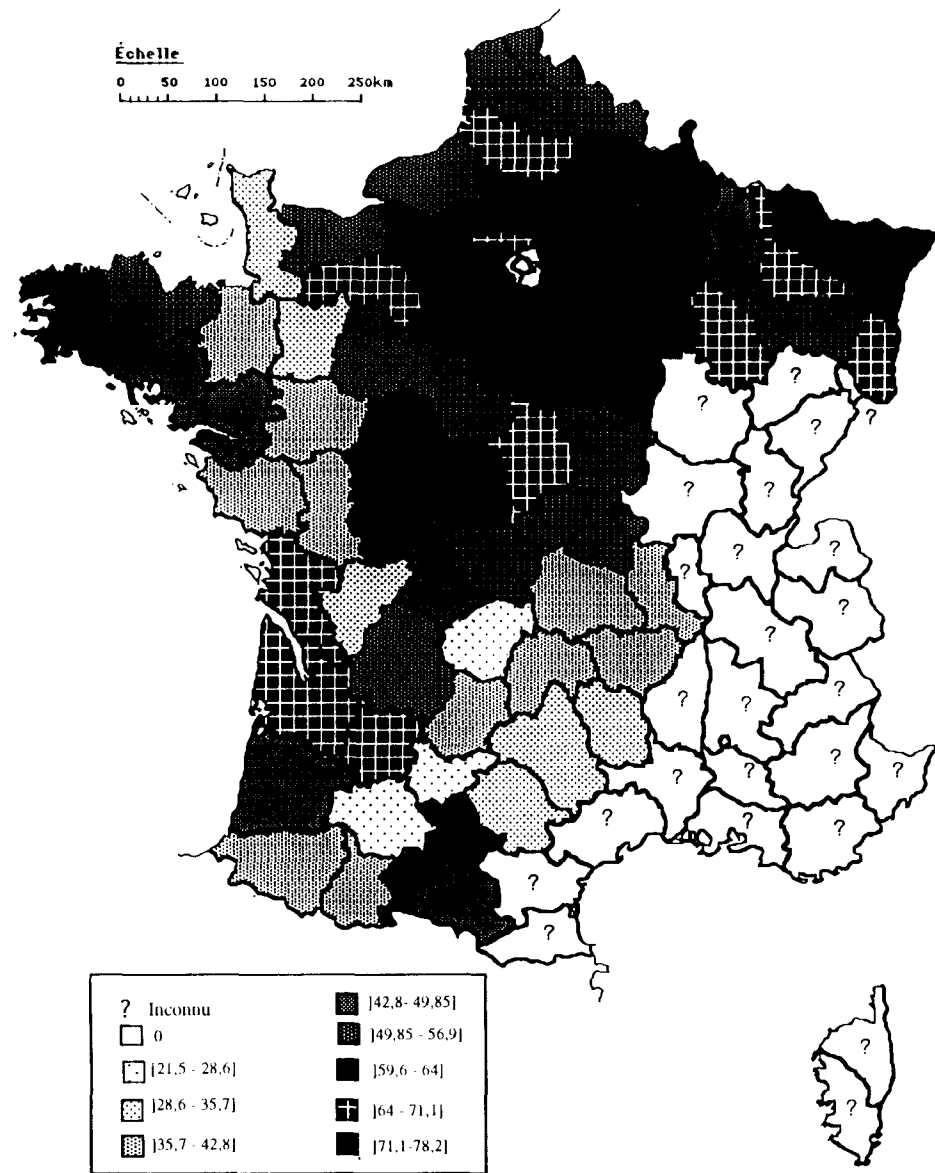 Échelle
0 50 100 150 200 250km
?
? ?
?
? ?
? ?
?
?
?
?
? ?
?
? ? ?
? ? ?
?
?
?
?
? Inconnu
0
[21,5 - 28,6]
]28,6 - 35,7]
]35,7 - 42,8]
]42,8- 49,85]
]49,85 - 56,9]
]59,6 - 64]
]64 - 71,1]
]71,1-78,2]